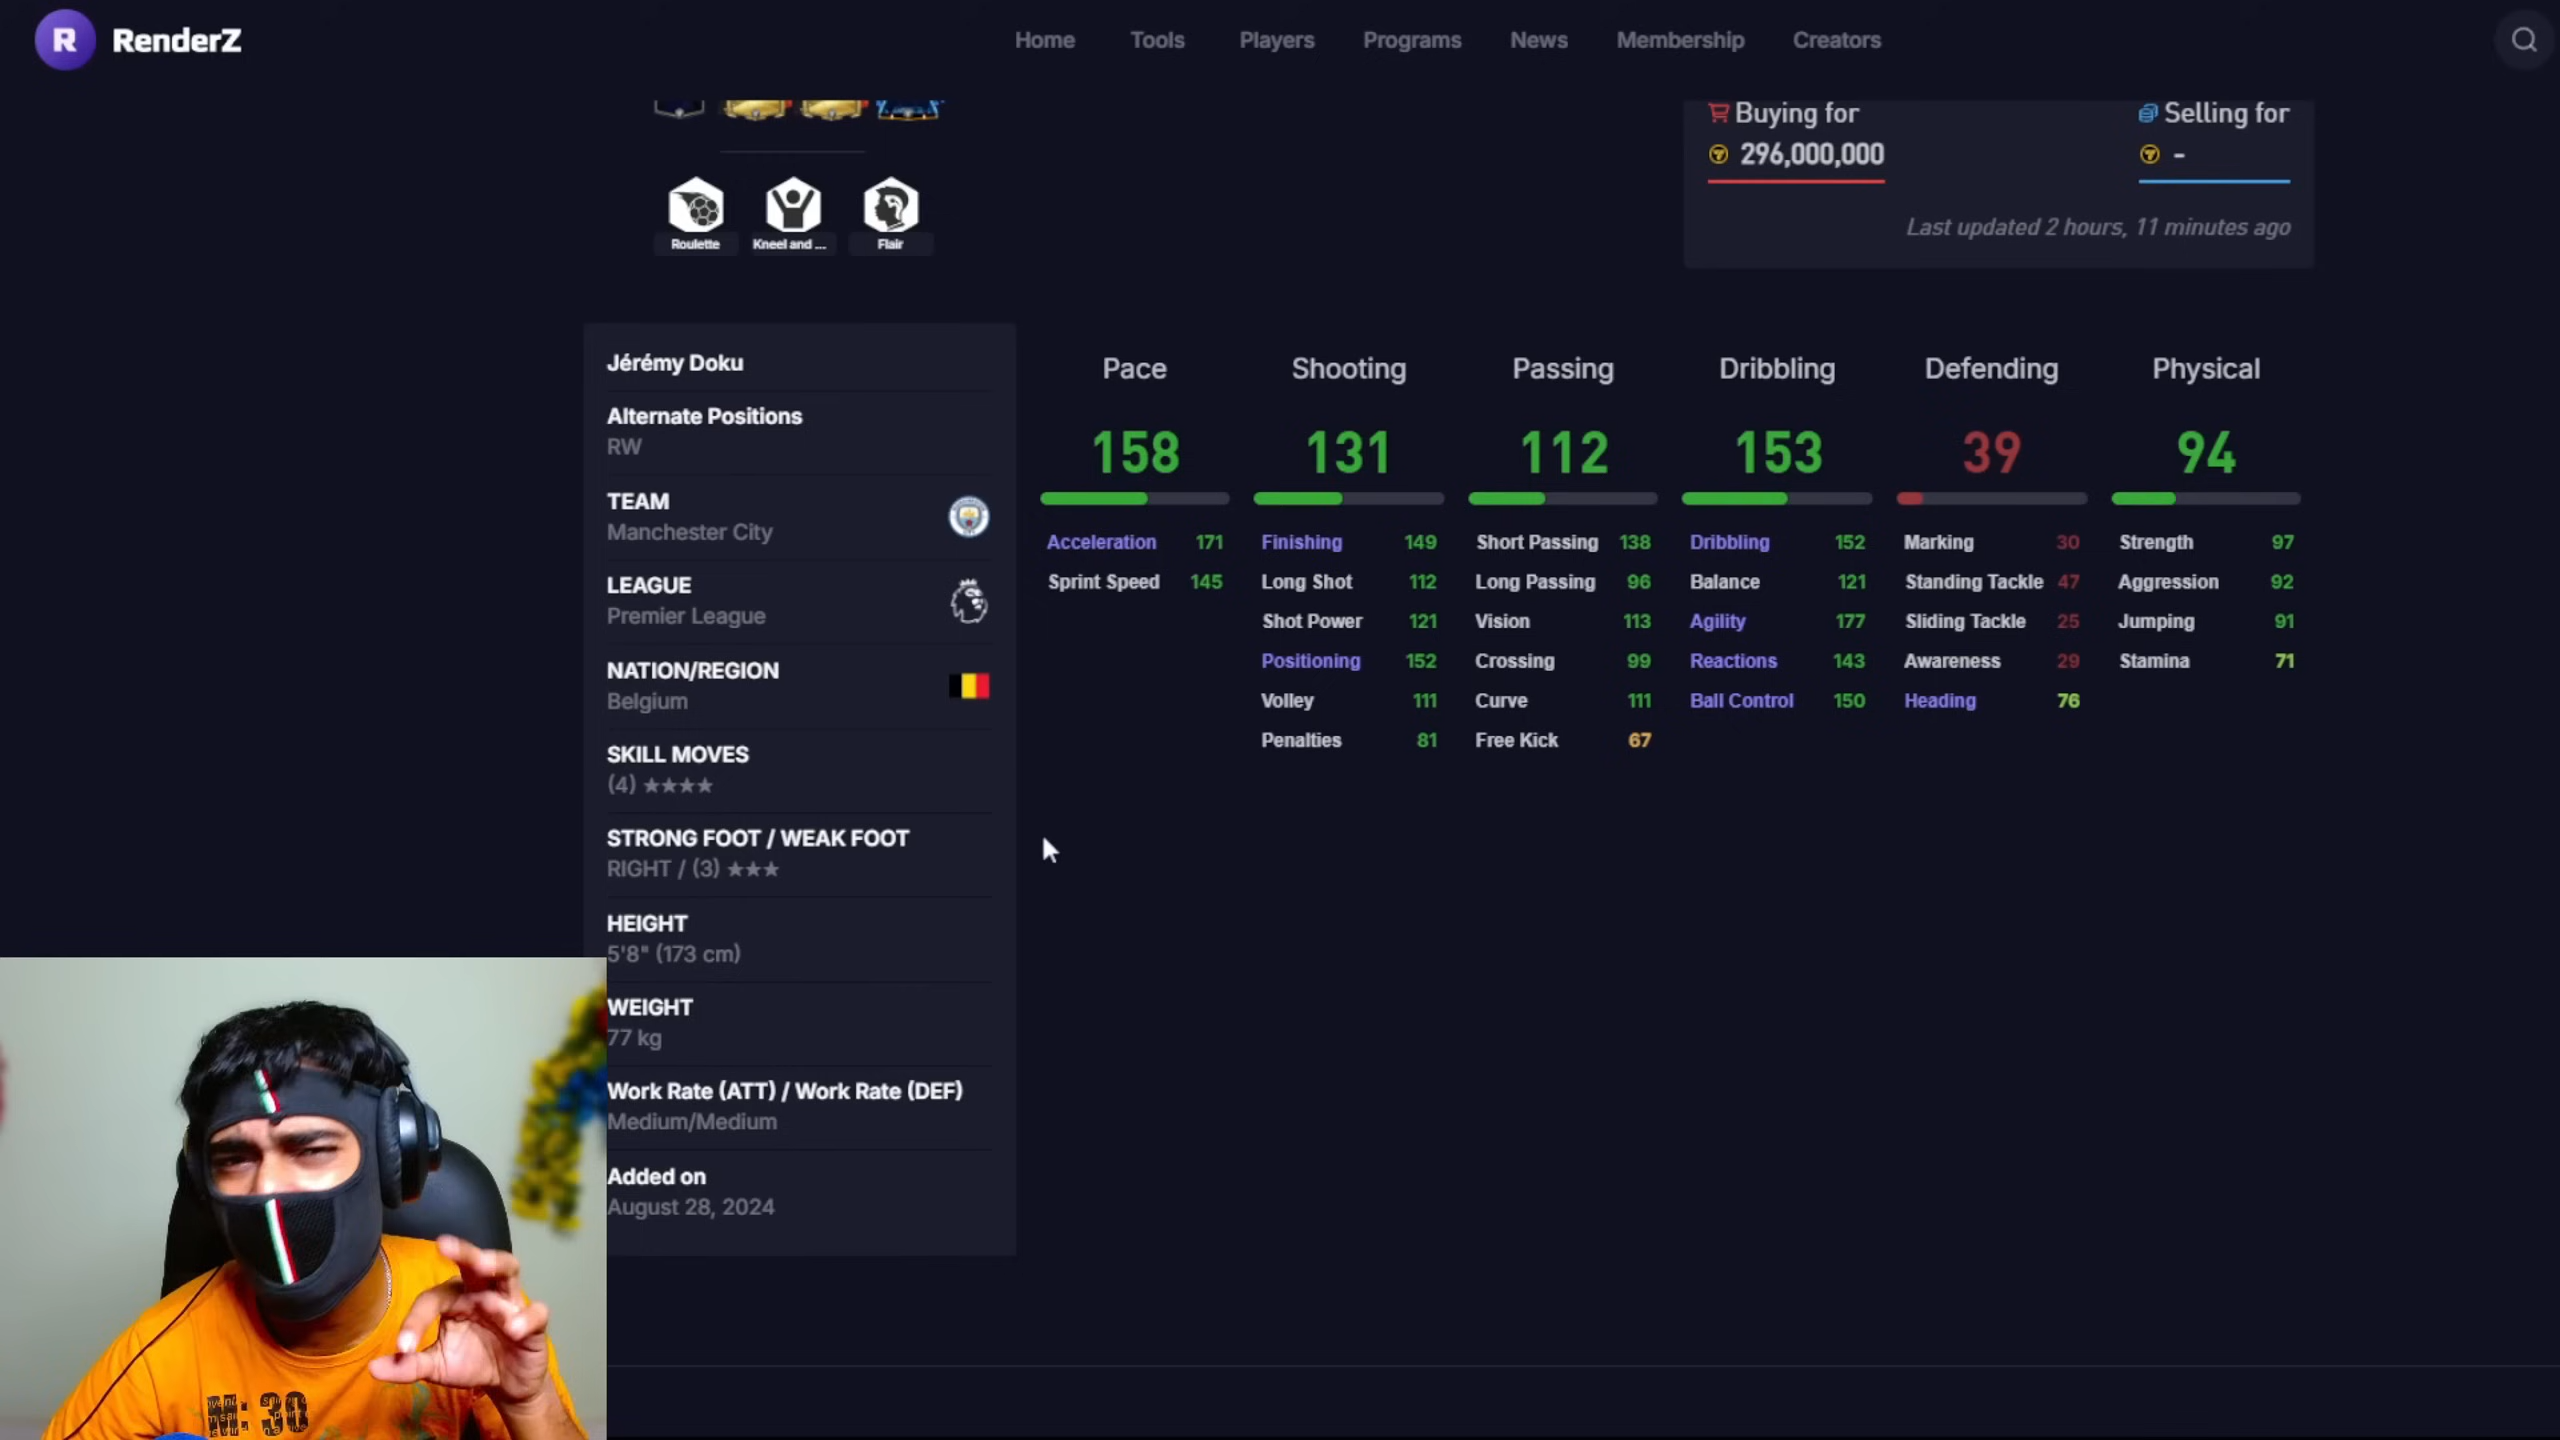 R RenderZ
Home Tools Players Programs News Membership Creators
Buying for
296,000,000
Selling for
-
Last updated 2 hours, 11 minutes ago
Roulette
Kneel and ...
Flair
Jérémy Doku
Alternate Positions
RW
TEAM
Manchester City
LEAGUE
Premier League
NATION/REGION
Belgium
SKILL MOVES
(4) ★★★★
STRONG FOOT / WEAK FOOT
RIGHT / (3) ★★★
HEIGHT
5'8" (173 cm)
WEIGHT
77 kg
Work Rate (ATT) / Work Rate (DEF)
Medium/Medium
Added on
August 28, 2024
Pace
158
Acceleration 171
Sprint Speed 145
Shooting
131
Finishing 149
Long Shot 112
Shot Power 121
Positioning 152
Volley 111
Penalties 81
Passing
112
Short Passing 138
Long Passing 96
Vision 113
Crossing 99
Curve 111
Free Kick 67
Dribbling
153
Dribbling 152
Balance 121
Agility 177
Reactions 143
Ball Control 150
Defending
39
Marking 30
Standing Tackle 47
Sliding Tackle 25
Awareness 29
Heading 76
Physical
94
Strength 97
Aggression 92
Jumping 91
Stamina 71